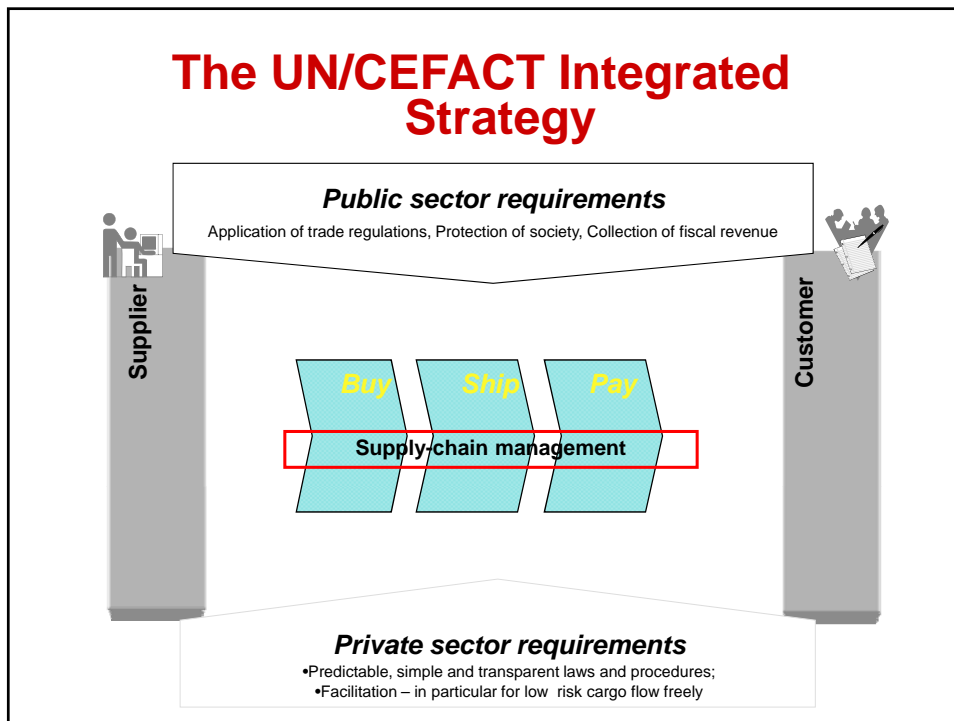 The UN/CEFACT Integrated
Strategy
Public sector requirements
Application of trade regulations, Protection of society, Collection of fiscal revenue
Supplier
Customer
Buy
Ship
Pay
Supply-chain management
Private sector requirements
•Predictable, simple and transparent laws and procedures;
•Facilitation – in particular for low risk cargo flow freely